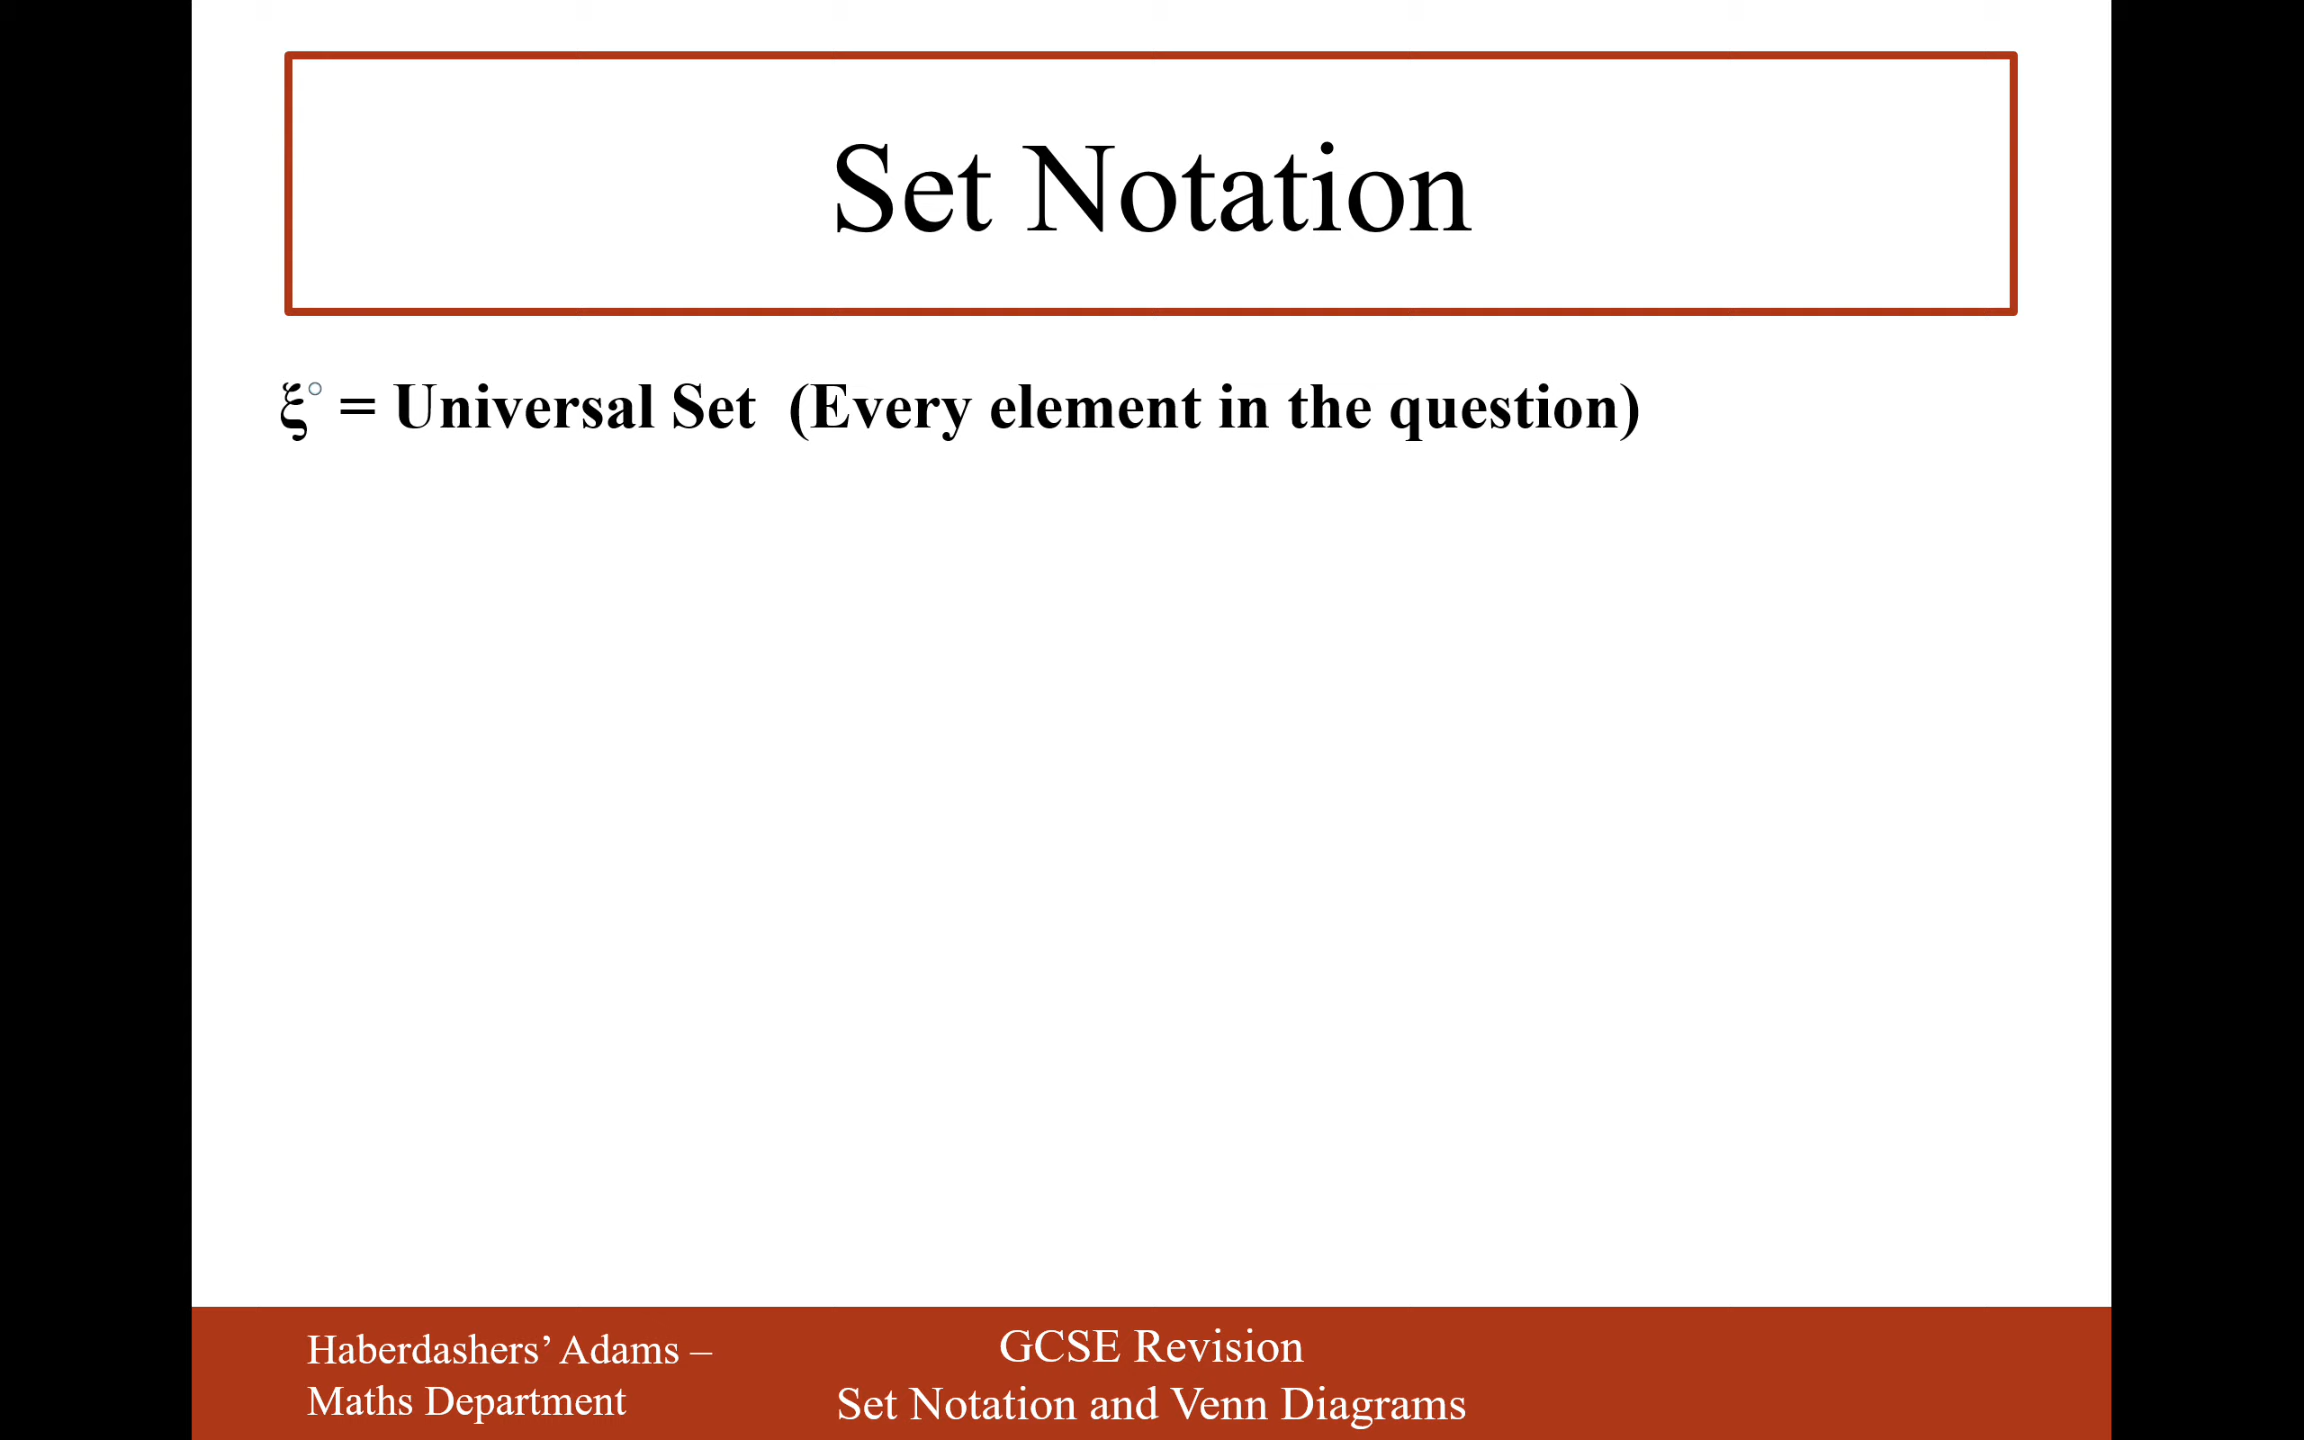 Set Notation
ξ° = Universal Set (Every element in the question)
Haberdashers’ Adams –
Maths Department
GCSE Revision
Set Notation and Venn Diagrams